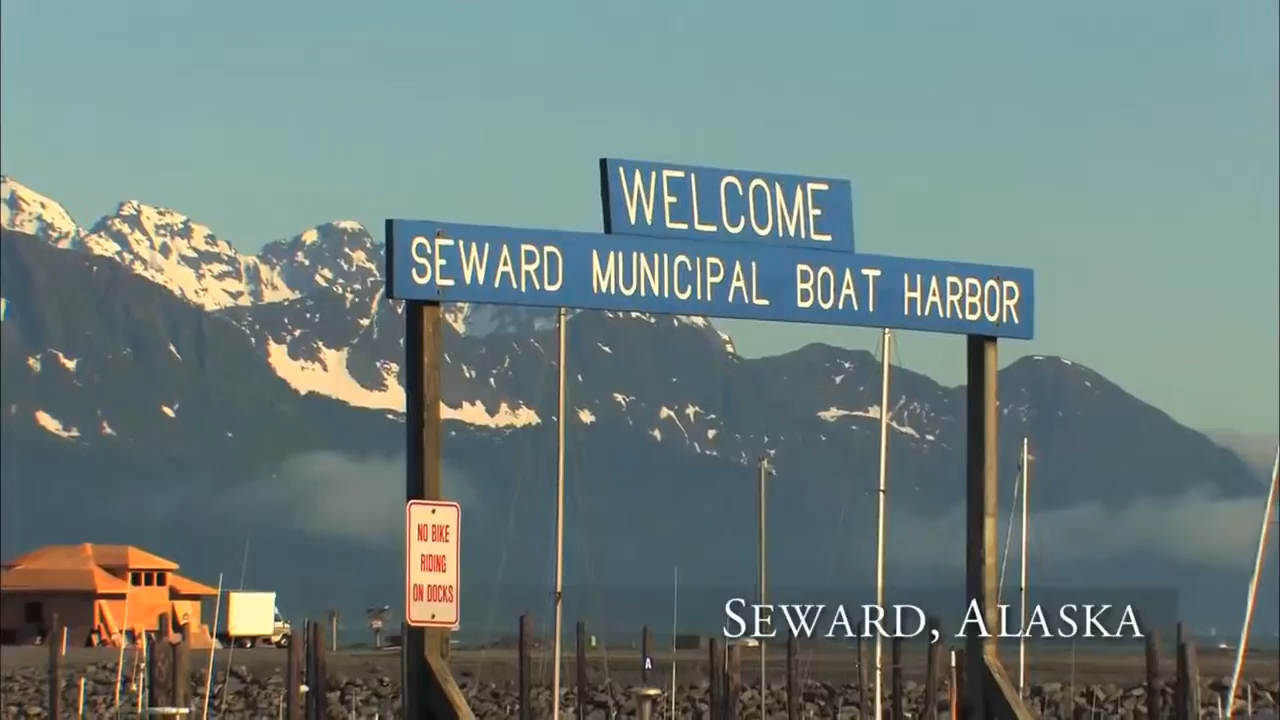 WELCOME
SEWARD MUNICIPAL BOAT HARBOR
NO BIKE
RIDING
ON DOCKS
A
SEWARD, ALASKA